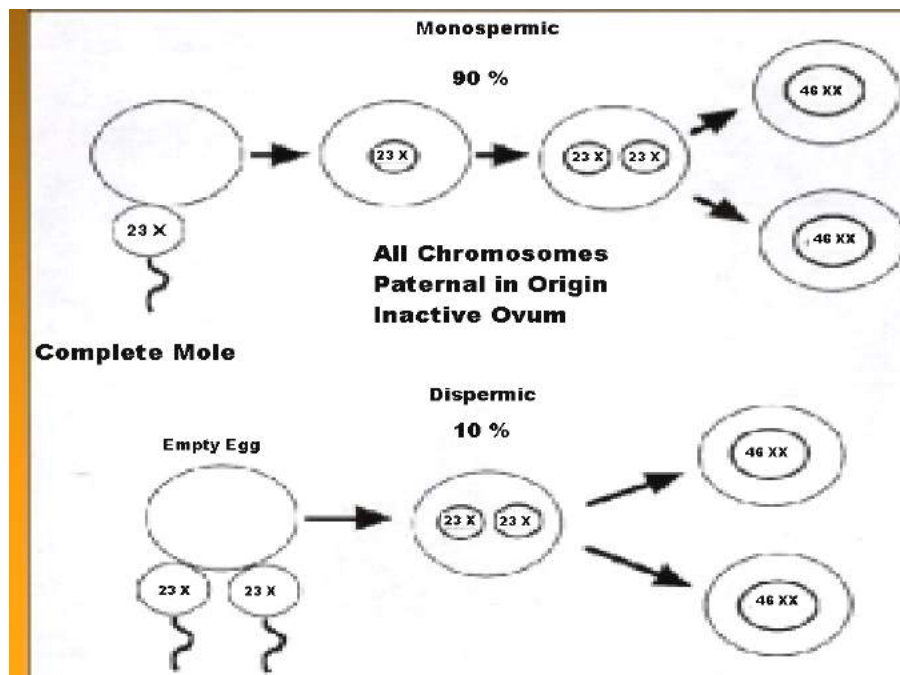 Monospermic
90 %
46 XX
23 X
23 X
23 X
23 X
46 XX
All Chromosomes
Paternal in Origin
Inactive Ovum
Complete Mole
Dispermic
10 %
Empty Egg
46 XX
23 X
23 X
23 X
23 X
46 XX